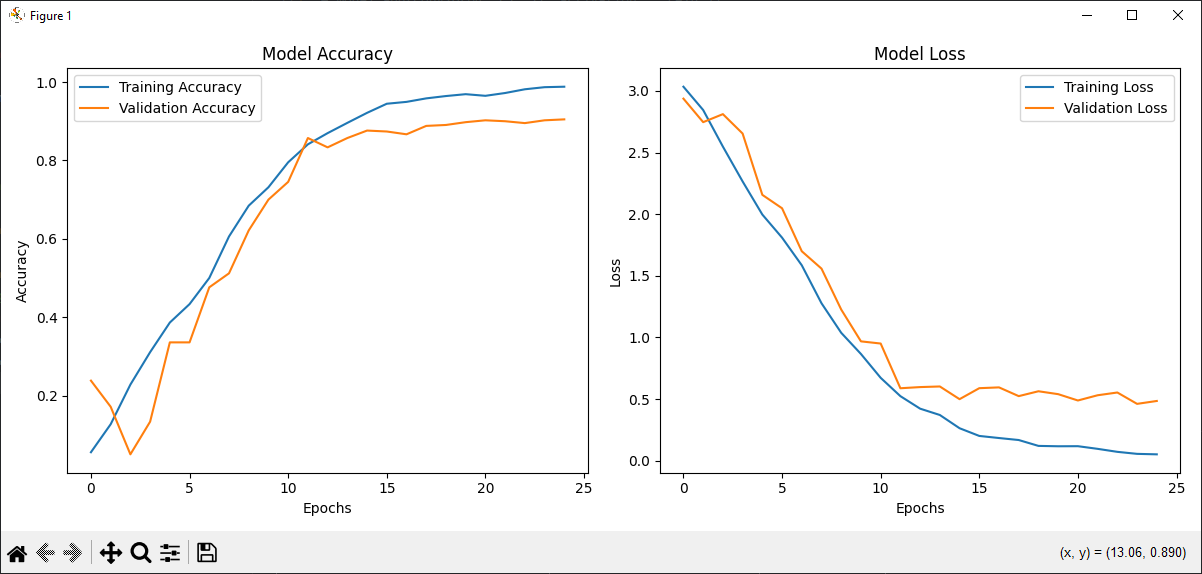 Figure 1
Model Accuracy
Training Accuracy
Validation Accuracy
1.0
0.8
0.6
0.4
0.2
Accuracy
0 5 10 15 20 25
Epochs
Model Loss
Training Loss
Validation Loss
3.0
2.5
2.0
1.5
1.0
0.5
0.0
Loss
0 5 10 15 20 25
Epochs
(x, y) = (13.06, 0.890)